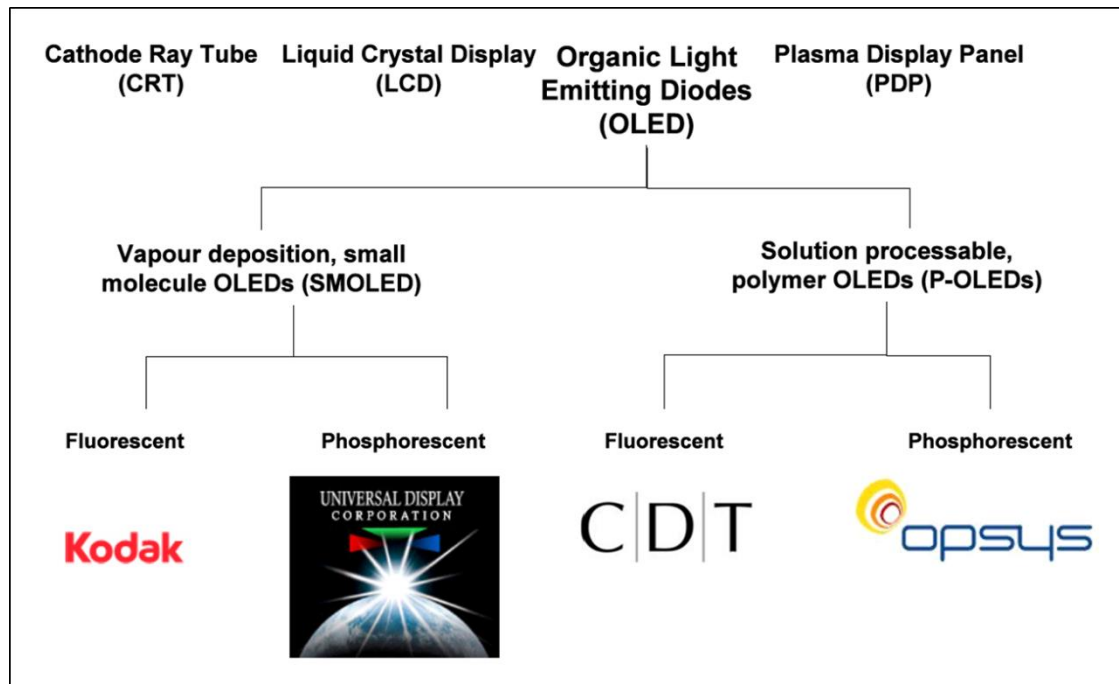 Cathode Ray Tube
(CRT)
Liquid Crystal Display
(LCD)
Organic Light
Emitting Diodes
(OLED)
Plasma Display Panel
(PDP)
Vapour deposition, small
molecule OLEDs (SMOLED)
Solution processable,
polymer OLEDs (P-OLEDs)
Fluorescent
Phosphorescent
Fluorescent
Phosphorescent
Kodak
UNIVERSAL DISPLAY
CORPORATION
C|D|T
opsys